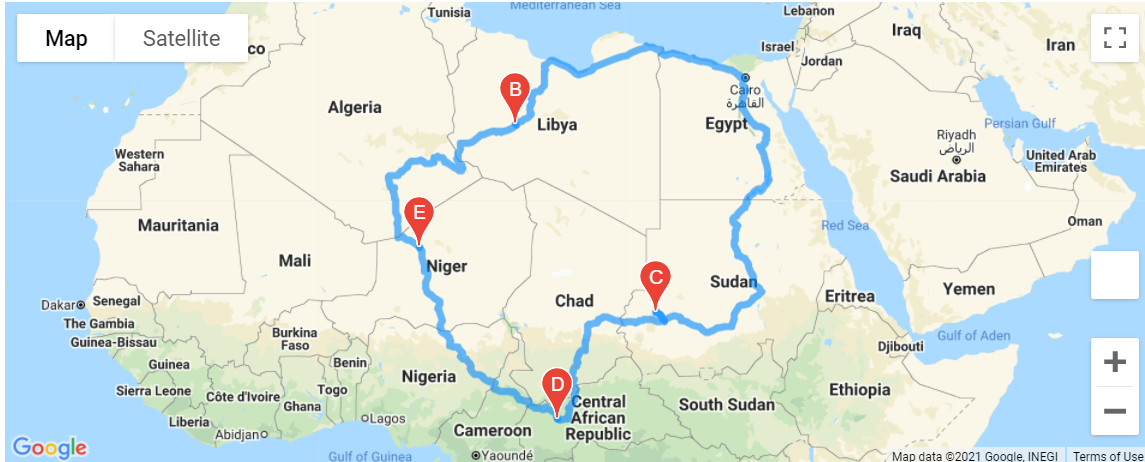 Mediterranean Sea
Tunisia
Lebanon
Map
Satellite
Iraq
Iran
Israel
Jordan
Cairo
القاهرة
Algeria
B
Libya
Egypt
Persian Gulf
Riyadh
الرياض
Western
Sahara
United Arab
Emirates
Saudi Arabia
E
Mauritania
Oman
Red Sea
Mali
Niger
C
Sudan
Chad
Eritrea
Yemen
Dakar
Senegal
The Gambia
Guinea-Bissau
Burkina
Faso
Gulf of Aden
Djibouti
Guinea
Benin
Nigeria
D
Ethiopia
Sierra Leone
Côte d'Ivoire
Togo
Ghana
Central
African
Republic
South Sudan
Liberia
Lagos
Abidjan
Cameroon
Google
Gulf of Guinea
Yaoundé
+
−
Map data ©2021 Google, INEGI
Terms of Use